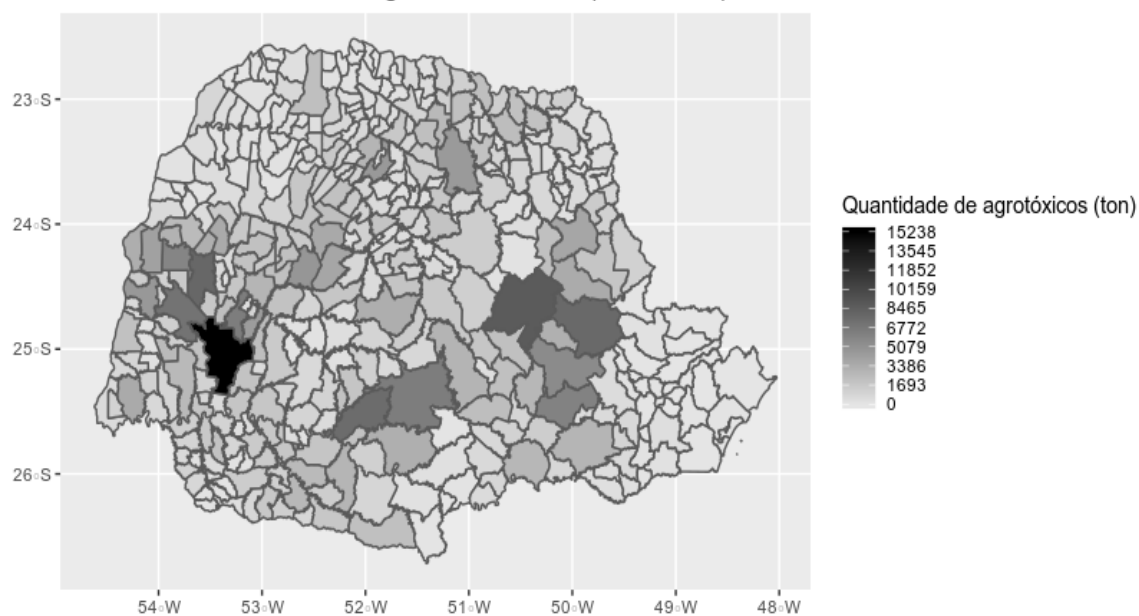 23◦S
24◦S
25◦S
26◦S
54◦W 53◦W 52◦W 51◦W 50◦W 49◦W 48◦W
Quantidade de agrotóxicos (ton)
15238
13545
11852
10159
8465
6772
5079
3386
1693
0